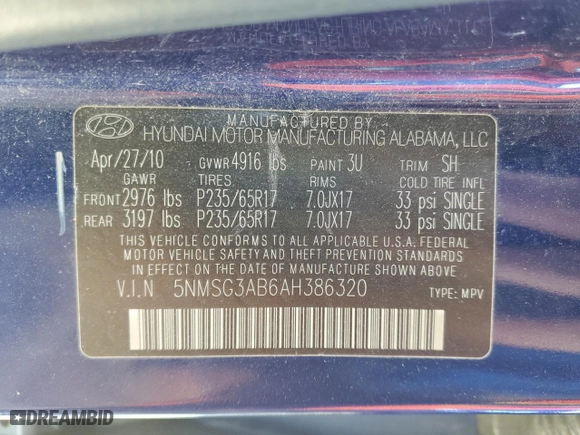 MANUFACTURED BY
HYUNDAI MOTOR MANUFACTURING ALABAMA, LLC
Apr/27/10 GVWR 4916 lbs PAINT 3U TRIM SH
GAWR TIRES RIMS COLD TIRE INFL
FRONT 2976 lbs P235/65R17 7.0JX17 33 psi SINGLE
REAR 3197 lbs P235/65R17 7.0JX17 33 psi SINGLE
THIS VEHICLE CONFORMS TO ALL APPLICABLE U.S.A. FEDERAL
MOTOR VEHICLE SAFETY AND THEFT PREVENTION STANDARDS
IN EFFECT ON THE DATE OF MANUFACTURE SHOWN ABOVE.
V.I.N 5NMSG3AB6AH386320 TYPE: MPV
DREAMBID